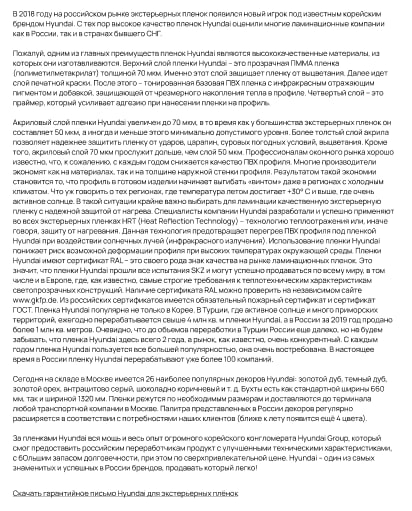 В 2018 году на российском рынке экстерьерных пленок появился новый игрок под известным корейским
брендом Hyundai. С тех пор высокое качество пленок Hyundai оценили многие ламинационные компании
как в России, так и в странах бывшего СНГ.
Пожалуй, одним из главных преимуществ пленок Hyundai являются высококачественные материалы, из
которых они изготавливаются. Верхний слой пленки Hyundai – это прозрачная ПММА пленка
(полиметилметакрилат) толщиной 70 мкм. Именно этот слой защищает пленку от выцветания. Далее идет
слой печатной краски. После этого – тонированная базовая ПВХ пленка с инфракрасным отражающим
пигментом и добавкой, защищающей от чрезмерного накопления тепла в профиле. Четвертый слой – это
праймер, который усиливает адгезию при нанесении пленки на профиль.
Акриловый слой пленки Hyundai увеличен до 70 мкм, в то время как у большинства экстерьерных пленок он
составляет 50 мкм, а иногда и меньше этого минимально допустимого уровня. Более толстый слой акрила
позволяет надежнее защитить пленку от ударов, царапин, суровых погодных условий, выцветания. Кроме
того, акриловый слой 70 мкм прослужит дольше, чем слой 50 мкм. Профессионалам оконного рынка хорошо
известно, что, к сожалению, с каждым годом снижается качество ПВХ профиля. Многие производители
экономят как на материалах, так и на толщине наружной стенки профиля. Результатом такой экономии
становится то, что профиль в готовом изделии начинает выгибать «винтом» даже в регионах с холодным
климатом. Что уж говорить о тех регионах, где температура летом достигает +30° С и выше, где очень
активное солнце. В такой ситуации крайне важно выбирать для ламинации качественную экстерьерную
пленку с надежной защитой от нагрева. Специалисты компании Hyundai разработали и успешно применяют
во всех экстерьерных пленках HRT (Heat Reflection Technology) – технологию теплоотражения или, иначе
говоря, защиту от нагревания. Данная технология предотвращает перегрев ПВХ профиля под пленкой
Hyundai при воздействии солнечных лучей (инфракрасного излучения). Использование пленки Hyundai
понижает риск возможной деформации профиля при высоких температурах окружающей среды. Пленки
Hyundai имеют сертификат RAL – это своего рода знак качества на рынке ламинационных пленок. Это
значит, что пленки Hyundai прошли все испытания SKZ и могут успешно продаваться по всему миру, в том
числе и в Европе, где, как известно, самые строгие требования к теплотехническим характеристикам
светопрозрачных конструкций. Наличие сертификата RAL можно проверить на независимом сайте
www.gkfp.de. Из российских сертификатов имеется обязательный пожарный сертификат и сертификат
ГОСТ. Пленка Hyundai популярна не только в Корее. В Турции, где активное солнце и много приморских
территорий, ежегодно перерабатывается свыше 4 млн кв. м пленки Hyundai, а в России за 2019 год продано
более 1 млн кв. метров. Очевидно, что до объемов переработки в Турции России еще далеко, но не будем
забывать, что пленка Hyundai здесь всего 2 года, а рынок, как известно, очень конкурентный. С каждым
годом пленка Hyundai пользуется все большей популярностью, она очень востребована. В настоящее
время в России пленку Hyundai перерабатывают уже более 100 компаний.
Сегодня на складе в Москве имеется 26 наиболее популярных декоров Hyundai: золотой дуб, темный дуб,
золотой орех, антрацитово серый, шоколадно коричневый и т. д. Бухты есть как стандартной ширины 660
мм, так и шириной 1320 мм. Пленки режутся по необходимым размерам и доставляются до терминала
любой транспортной компании в Москве. Палитра представленных в России декоров регулярно
расширяется в соответствии с потребностями наших клиентов (ближе к лету появится ещё 4 цвета).
За пленками Hyundai вся мощь и весь опыт огромного корейского конгломерата Hyundai Group, который
смог предоставить российским переработчикам продукт с улучшенными техническими характеристиками,
с бОльшим запасом долговечности, при этом по сверхпривлекательной цене. Hyundai – один из самых
знаменитых и успешных в России брендов, продавать который легко!
Скачать гарантийное письмо Hyundai для экстерьерных плёнок